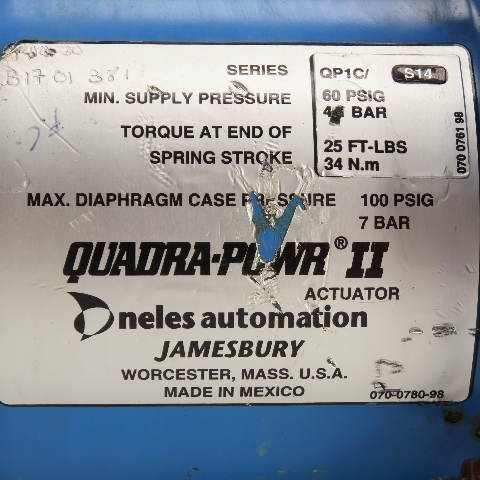 B1701381
SERIES QP1C/ S14
MIN. SUPPLY PRESSURE 60 PSIG
BAR
TORQUE AT END OF 25 FT-LBS
SPRING STROKE 34 N.m
070 0761 98
MAX. DIAPHRAGM CASE PRESSURE 100 PSIG
7 BAR
QUADRA-POWR® II
ACTUATOR
neles automation
JAMESBURY
WORCESTER, MASS. U.S.A.
MADE IN MEXICO
070-0780-98